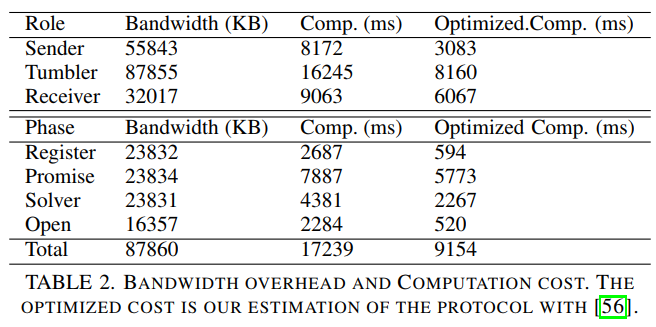 Role Bandwidth (KB) Comp. (ms) Optimized.Comp. (ms)
Sender 55843 8172 3083
Tumbler 87855 16245 8160
Receiver 32017 9063 6067
Phase Bandwidth (KB) Comp. (ms) Optimized Comp. (ms)
Register 23832 2687 594
Promise 23834 7887 5773
Solver 23831 4381 2267
Open 16357 2284 520
Total 87860 17239 9154
TABLE 2. BANDWIDTH OVERHEAD AND COMPUTATION COST. THE
OPTIMIZED COST IS OUR ESTIMATION OF THE PROTOCOL WITH [56].